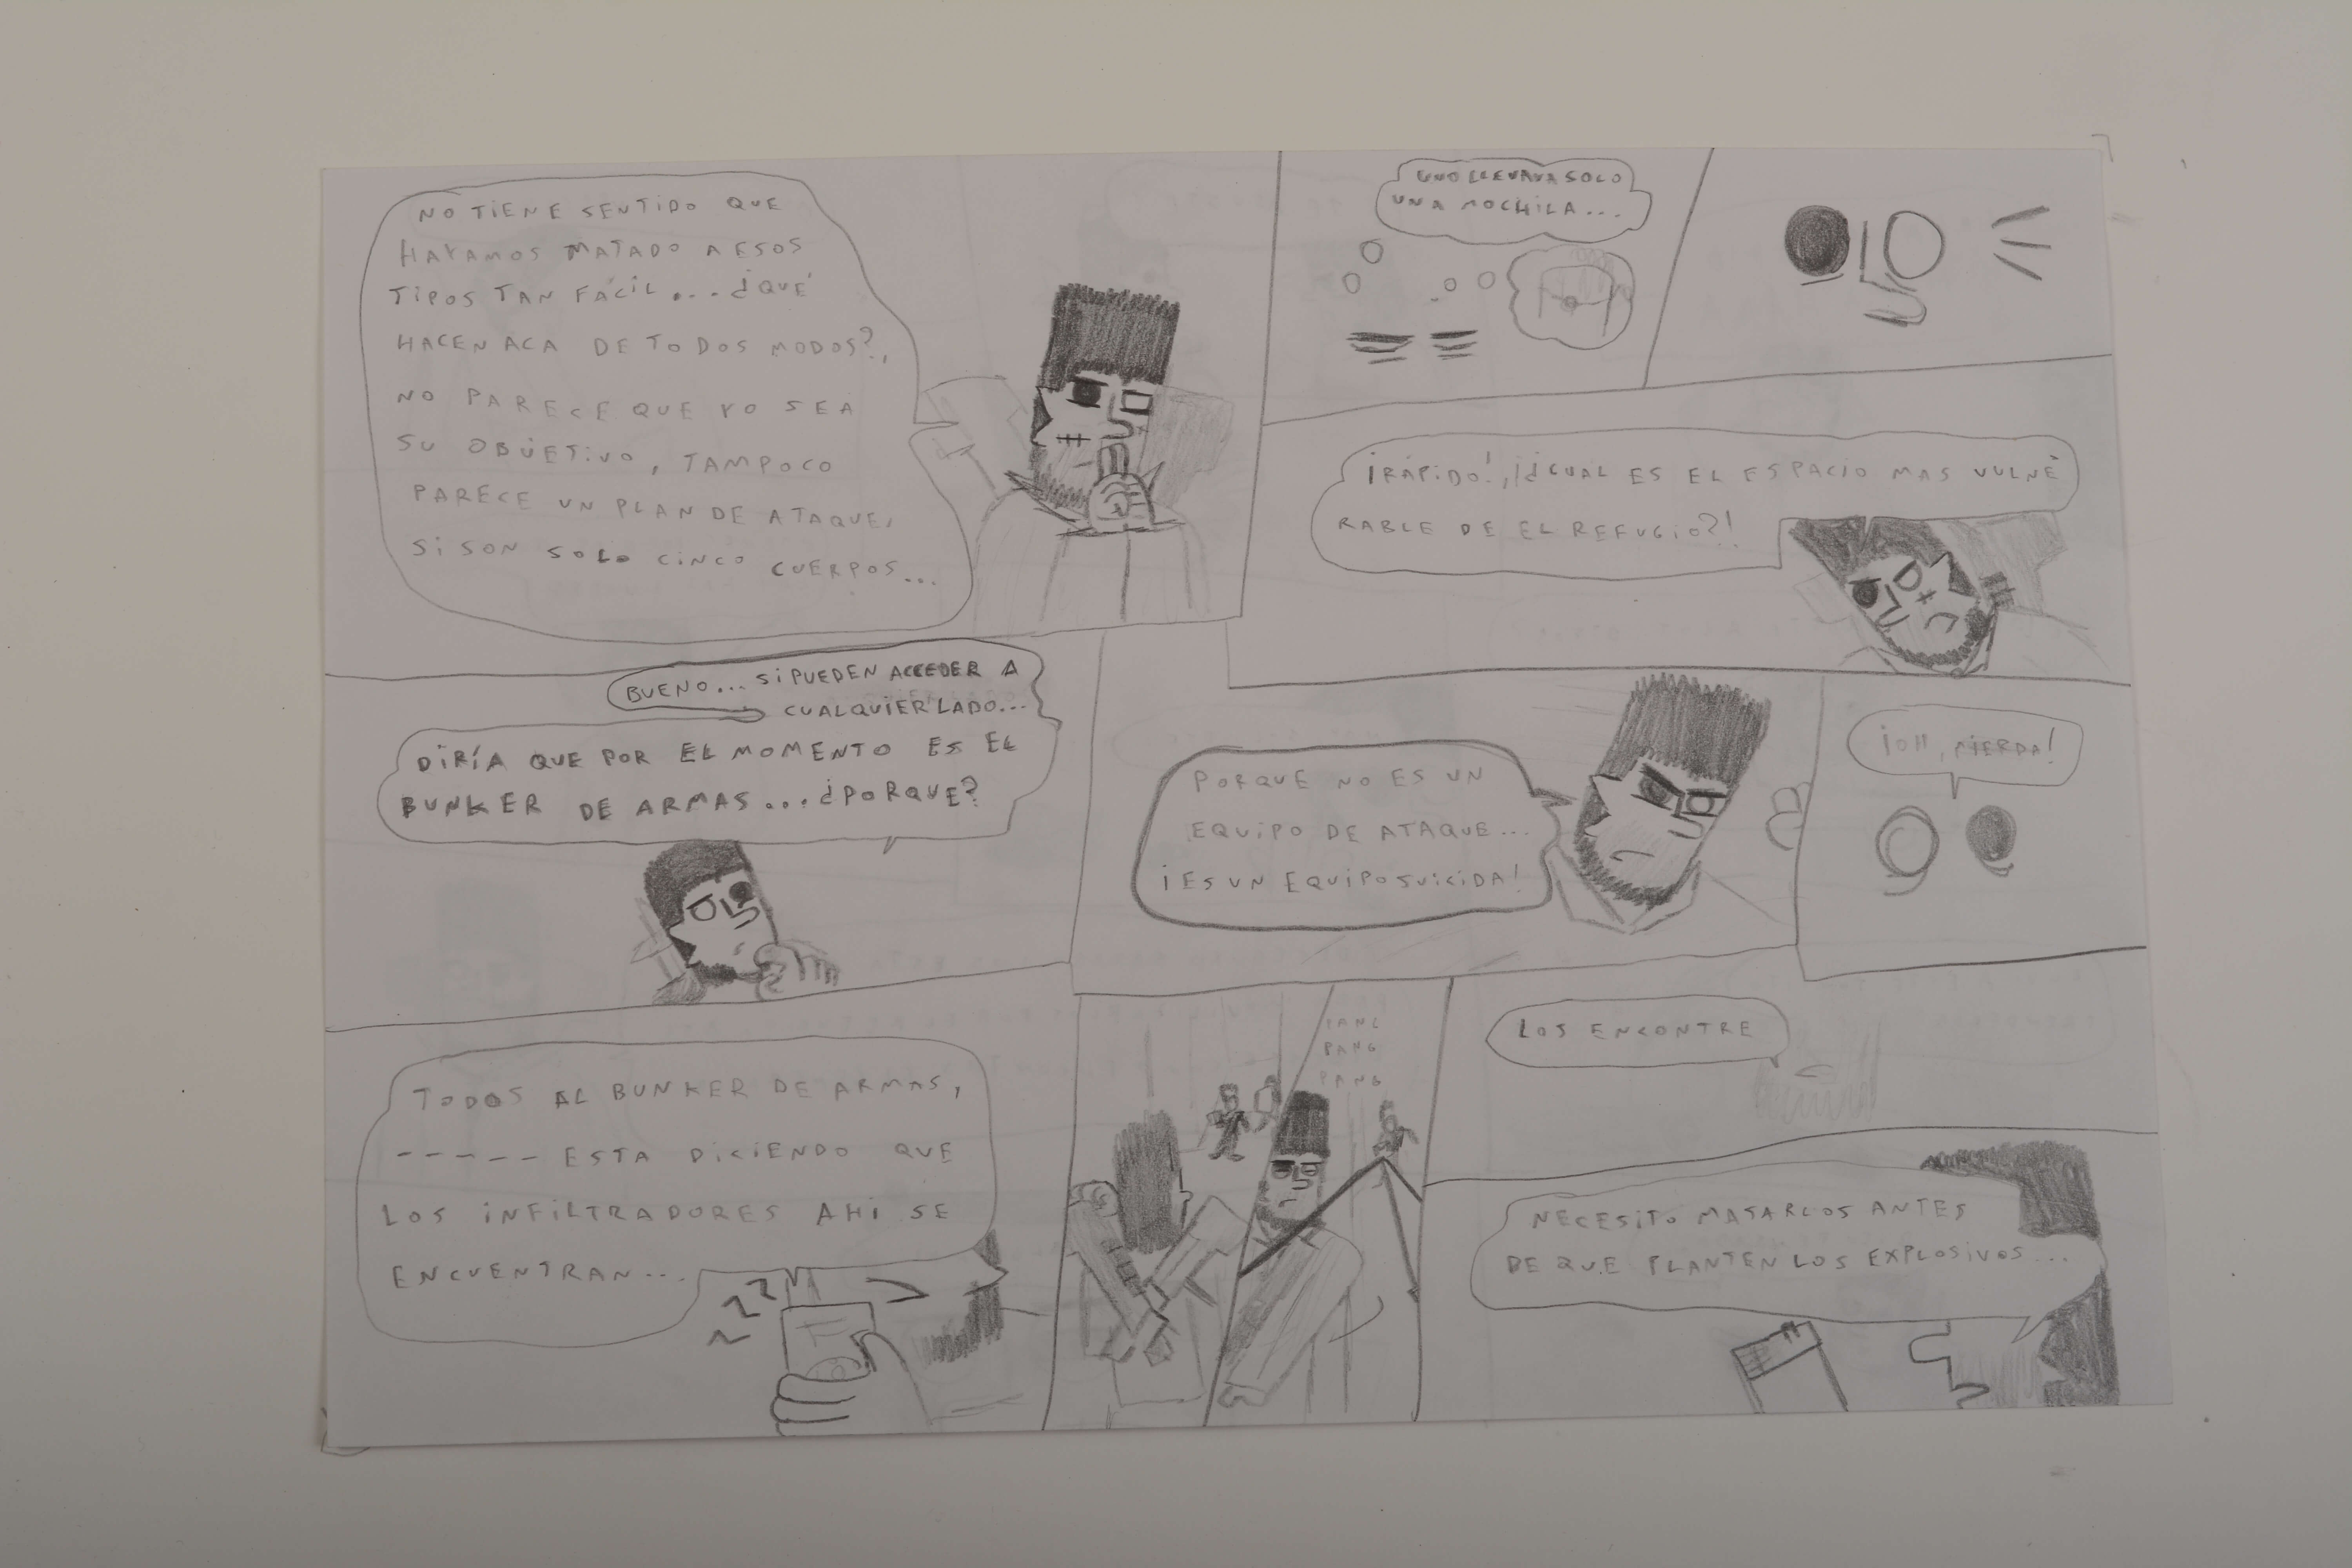 NO TIENE SENTIDO QUE
HAYAMOS MATADO A ESOS
TIPOS TAN FÁCIL... ¿QUÉ
HACEN ACA DE TODOS MODOS?,
NO PARECE QUE YO SEA
SU OBJETIVO, TAMPOCO
PARECE UN PLAN DE ATAQUE,
SI SON SOLO CINCO CUERPOS...
UNO LLEVAVA SOLO
UNA MOCHILA...
¡RÁPIDO!, ¡¿CUAL ES EL ESPACIO MAS VULNE
RABLE DE EL REFUGIO?!
BUENO... SI PUEDEN ACCEDER A
CUALQUIER LADO...
DIRÍA QUE POR EL MOMENTO ES EL
BUNKER DE ARMAS... ¿PORQUE?
PORQUE NO ES UN
EQUIPO DE ATAQUE...
¡ES UN EQUIPO SUICIDA!
¡OH, MIERDA!
TODOS AL BUNKER DE ARMAS,
------ ESTA DICIENDO QUE
LOS INFILTRADORES AHI SE
ENCUENTRAN...
PANG
PANG
PANG
LOS ENCONTRE
NECESITO MATARLOS ANTES
DE QUE PLANTEN LOS EXPLOSIVOS...